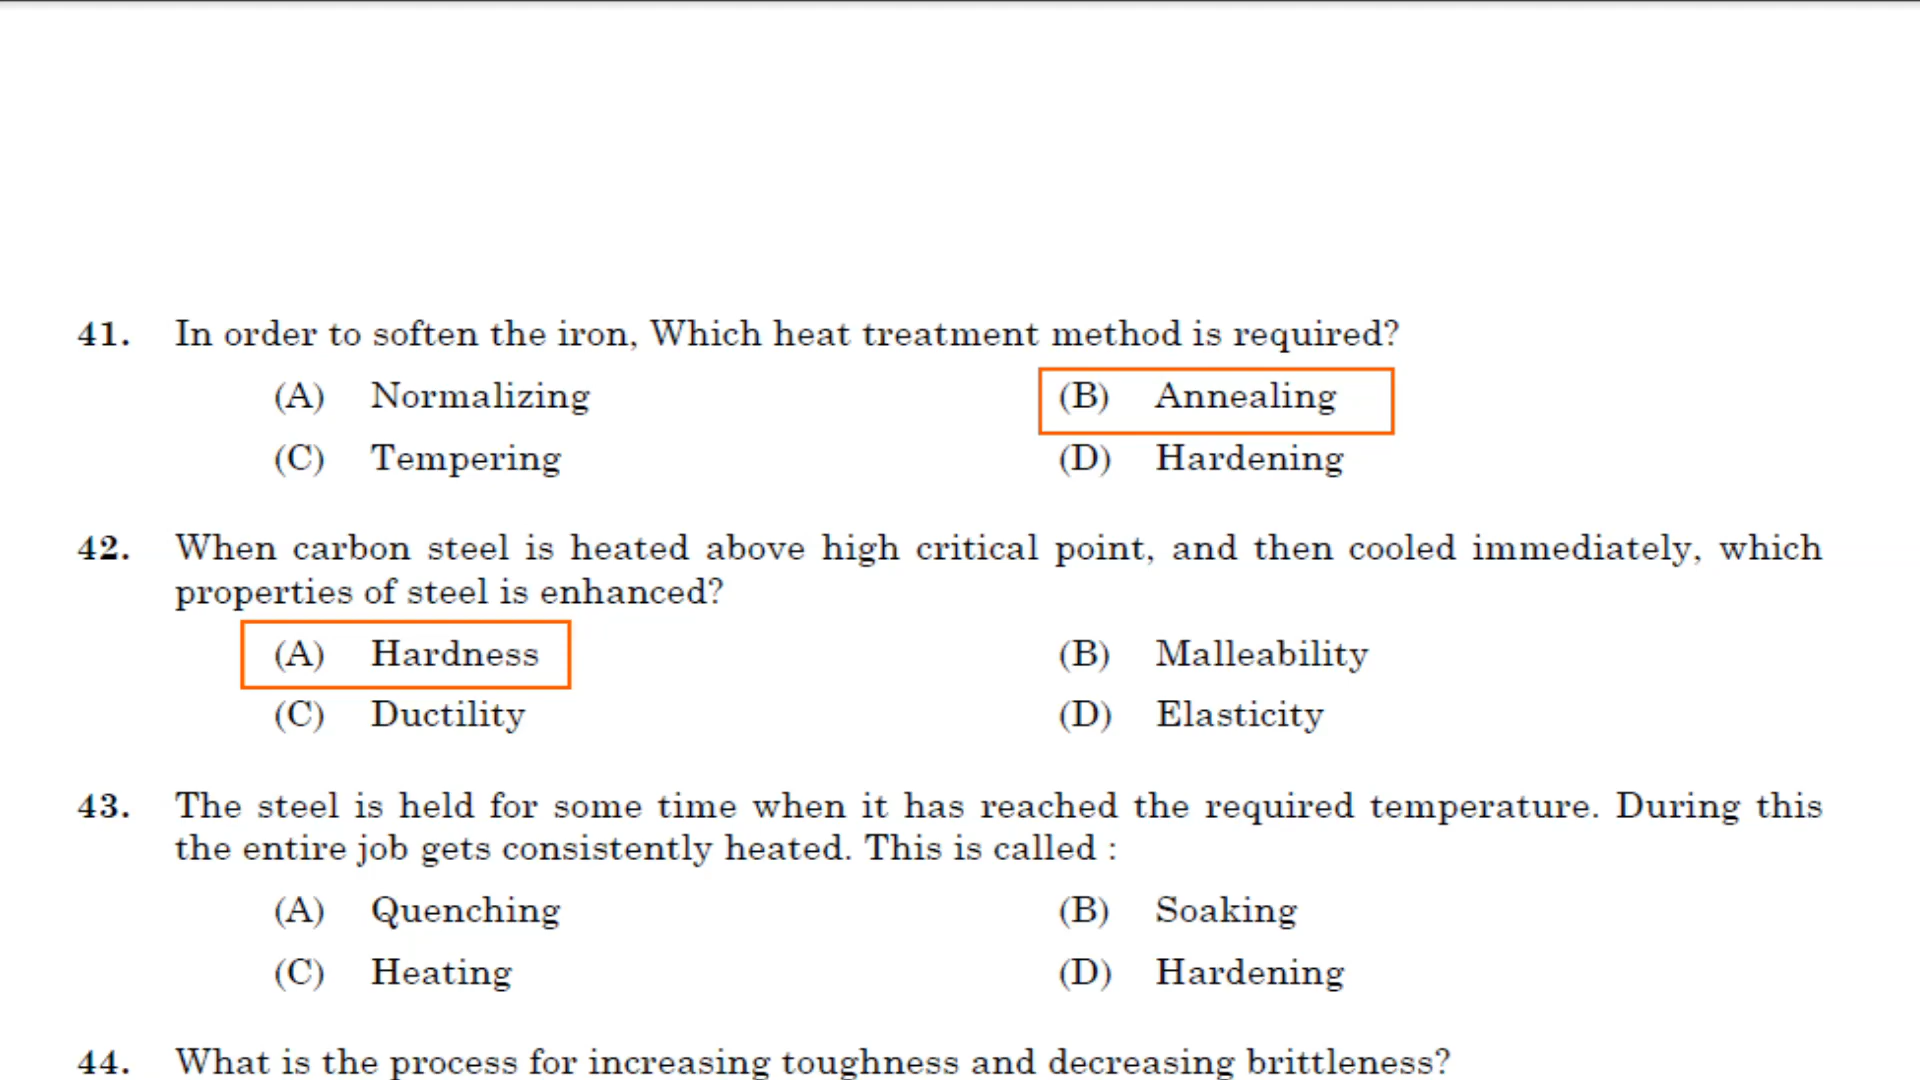 41. In order to soften the iron, Which heat treatment method is required?
(A) Normalizing (B) Annealing
(C) Tempering (D) Hardening
42. When carbon steel is heated above high critical point, and then cooled immediately, which
properties of steel is enhanced?
(A) Hardness (B) Malleability
(C) Ductility (D) Elasticity
43. The steel is held for some time when it has reached the required temperature. During this
the entire job gets consistently heated. This is called :
(A) Quenching (B) Soaking
(C) Heating (D) Hardening
44. What is the process for increasing toughness and decreasing brittleness?